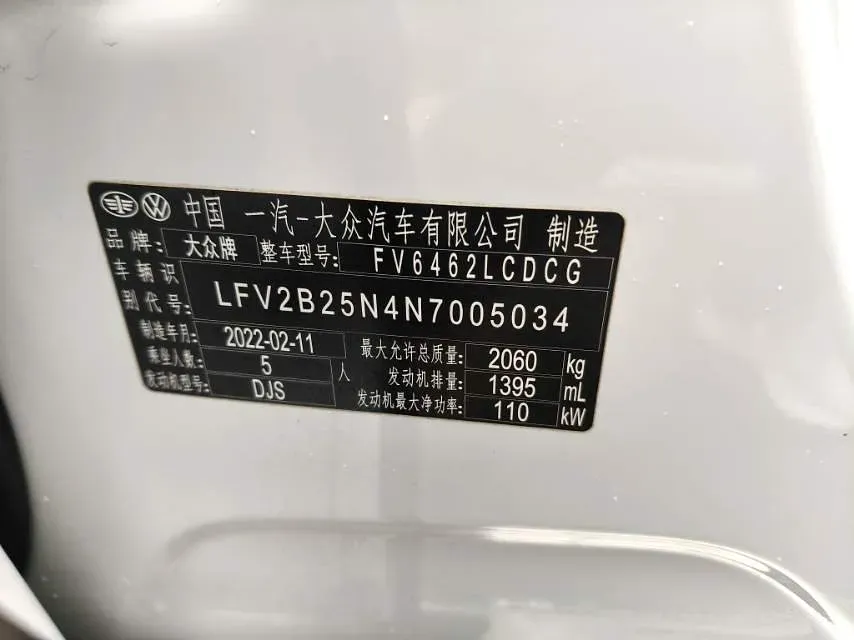 中国 一汽-大众汽车有限公司 制造
品牌: 大众牌 整车型号: FV6462LCDCG
车辆识别代号: LFV2B25N4N7005034
制造年月: 2022-02-11 最大允许总质量: 2060 kg
乘坐人数: 5 人 发动机排量: 1395 mL
发动机型号: DJS 发动机最大净功率: 110 kW